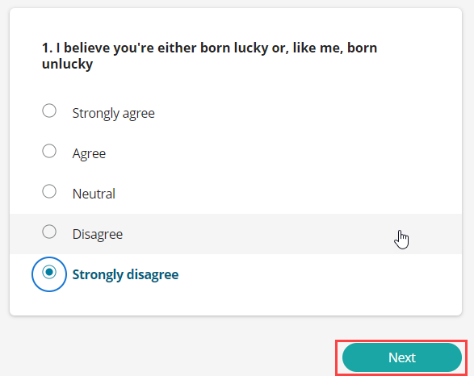 1. I believe you're either born lucky or, like me, born
unlucky
Strongly agree
Agree
Neutral
Disagree
Strongly disagree
Next